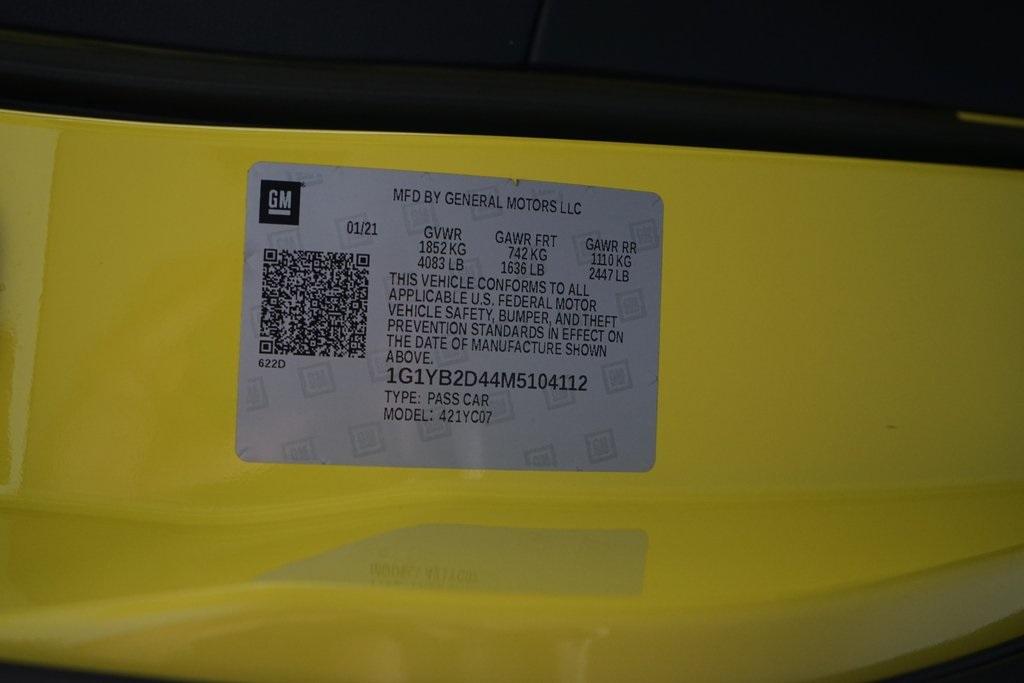 GM
MFD BY GENERAL MOTORS LLC
01/21
GVWR
1852 KG
4083 LB
GAWR FRT
742 KG
1636 LB
GAWR RR
1110 KG
2447 LB
THIS VEHICLE CONFORMS TO ALL
APPLICABLE U.S. FEDERAL MOTOR
VEHICLE SAFETY, BUMPER, AND THEFT
PREVENTION STANDARDS IN EFFECT ON
THE DATE OF MANUFACTURE SHOWN
ABOVE.
622D
1G1YB2D44M5104112
TYPE: PASS CAR
MODEL: 421YC07